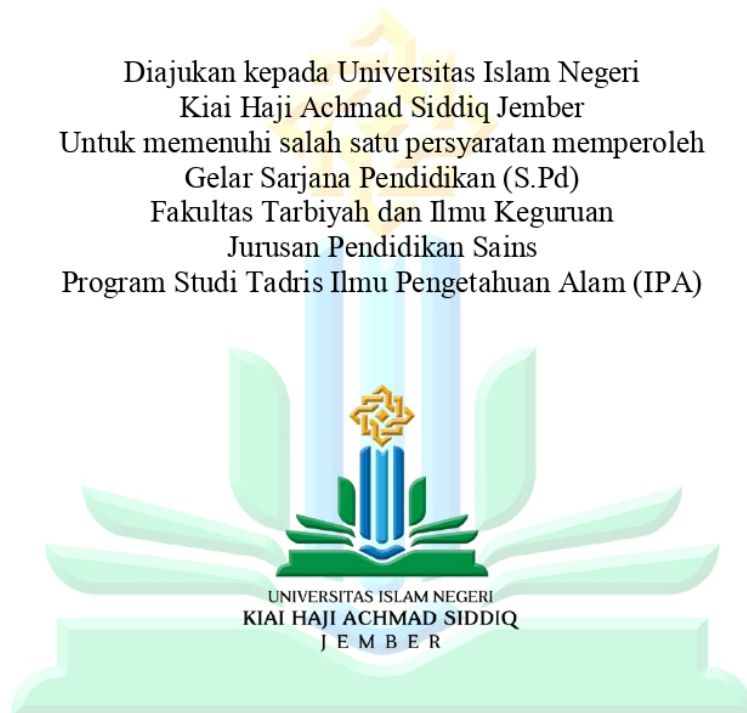 Diajukan kepada Universitas Islam Negeri
Kiai Haji Achmad Siddiq Jember
Untuk memenuhi salah satu persyaratan memperoleh
Gelar Sarjana Pendidikan (S.Pd)
Fakultas Tarbiyah dan Ilmu Keguruan
Jurusan Pendidikan Sains
Program Studi Tadris Ilmu Pengetahuan Alam (IPA)
UNIVERSITAS ISLAM NEGERI
KIAI HAJI ACHMAD SIDDIQ
JEMBER